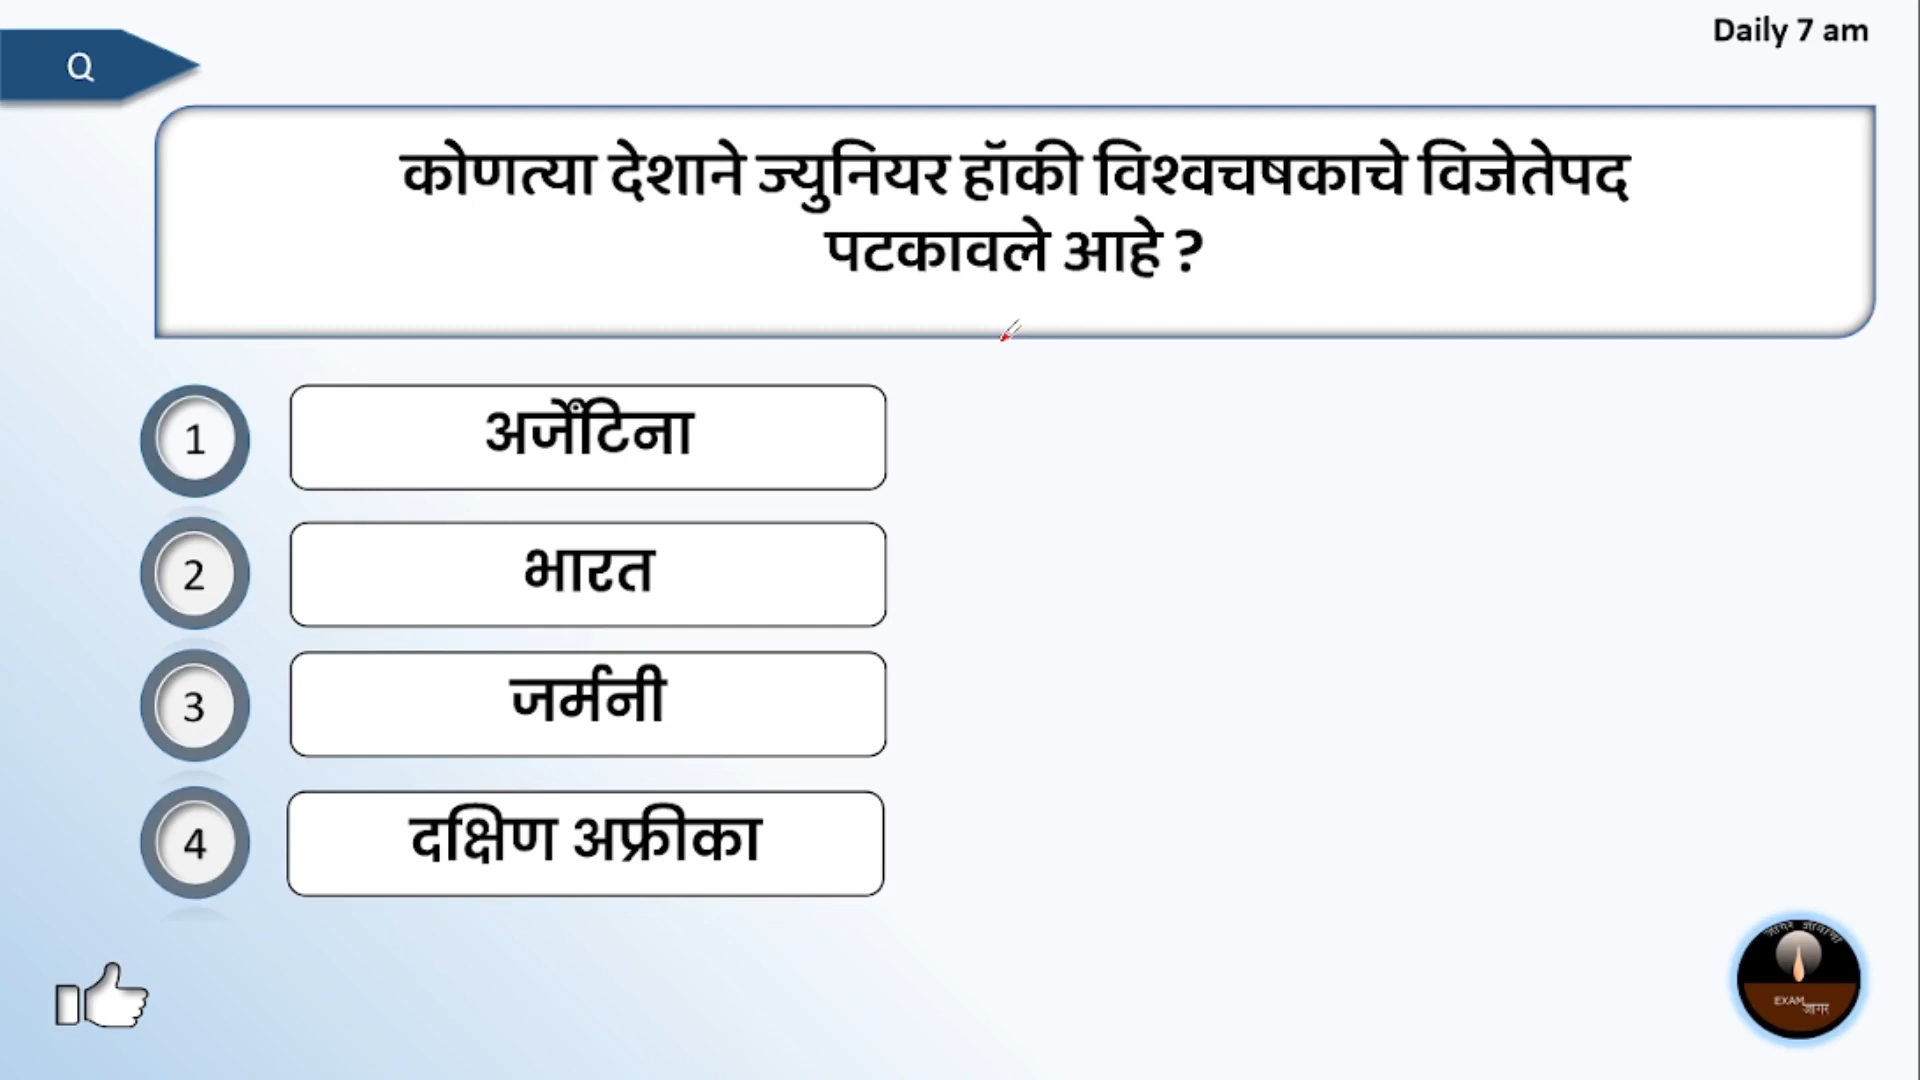 Daily 7 am
Q
कोणत्या देशाने ज्युनियर हॉकी विश्वचषकाचे विजेतेपद
पटकावले आहे ?
1
अर्जेंटिना
2
भारत
3
जर्मनी
4
दक्षिण अफ्रीका
EXAM
जागर